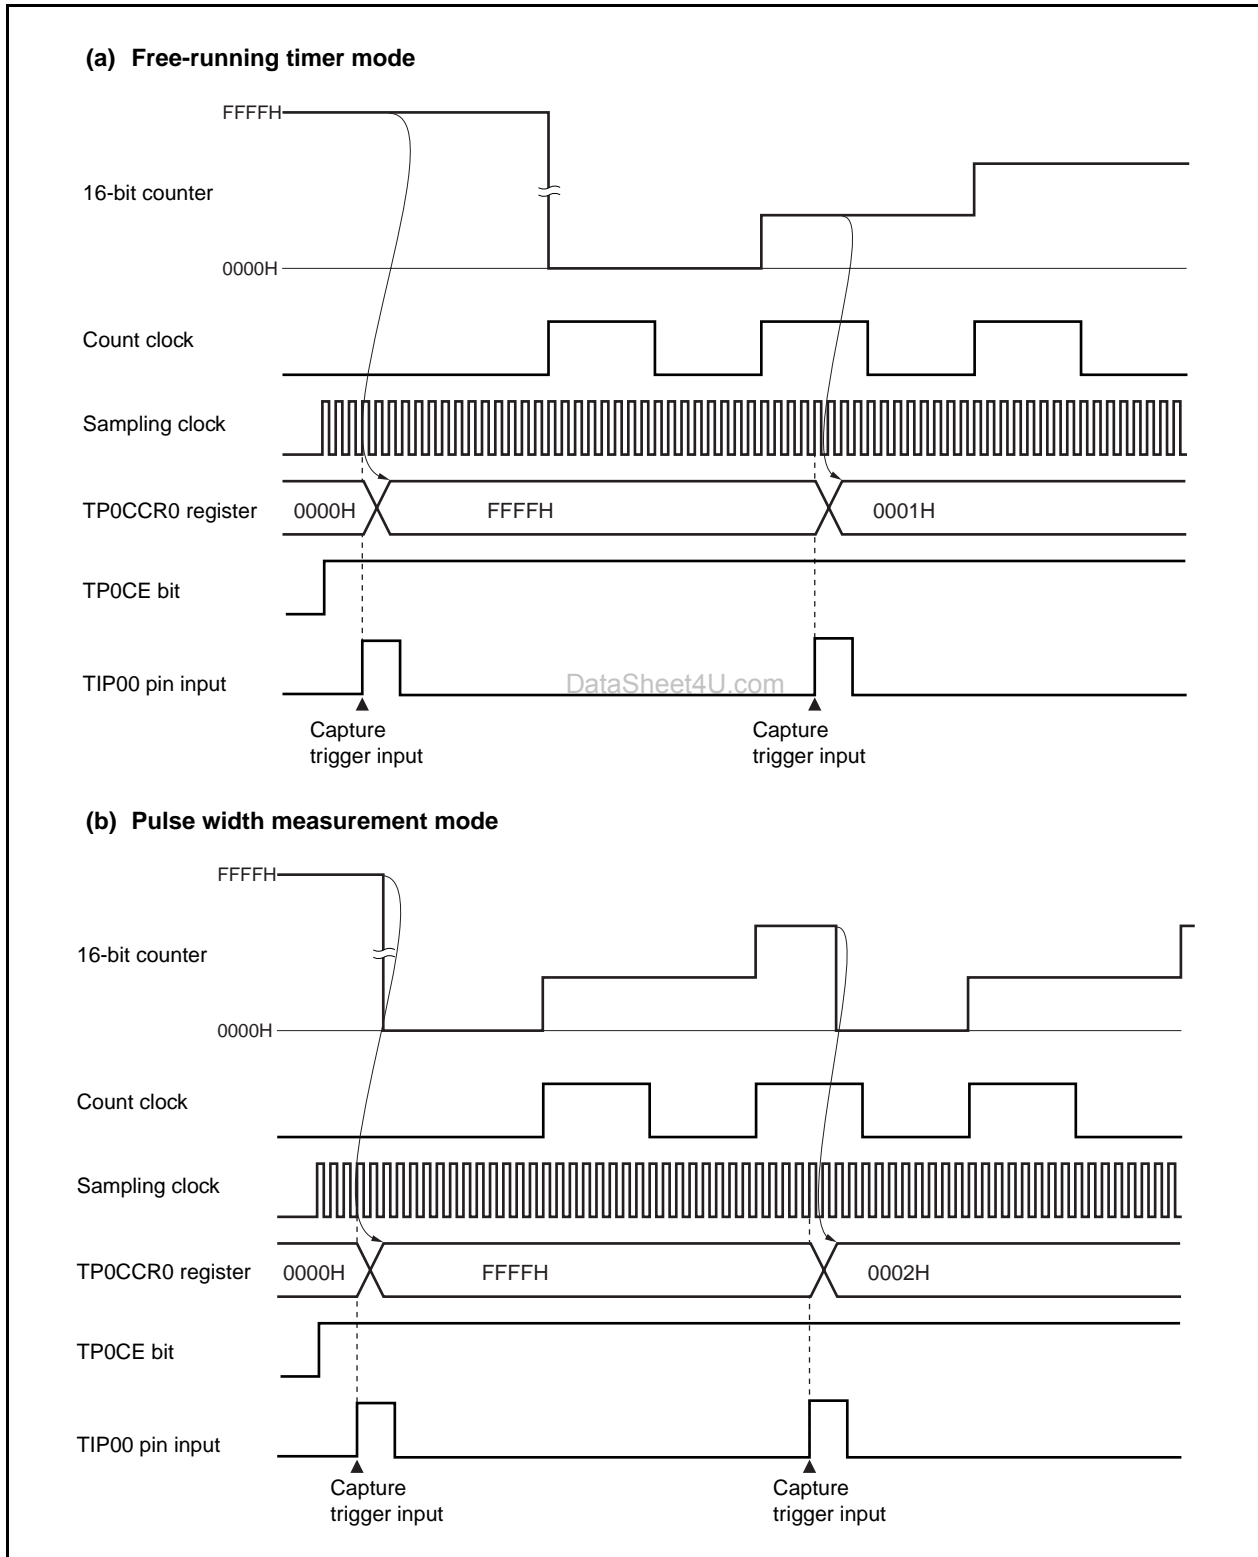 (a) Free-running timer mode
FFFFH
16-bit counter
0000H
Count clock
Sampling clock
TP0CCR0 register
0000H
FFFFH
0001H
TP0CE bit
TIP00 pin input
DataSheet4U.com
Capture
trigger input
Capture
trigger input
(b) Pulse width measurement mode
FFFFH
16-bit counter
0000H
Count clock
Sampling clock
TP0CCR0 register
0000H
FFFFH
0002H
TP0CE bit
TIP00 pin input
Capture
trigger input
Capture
trigger input